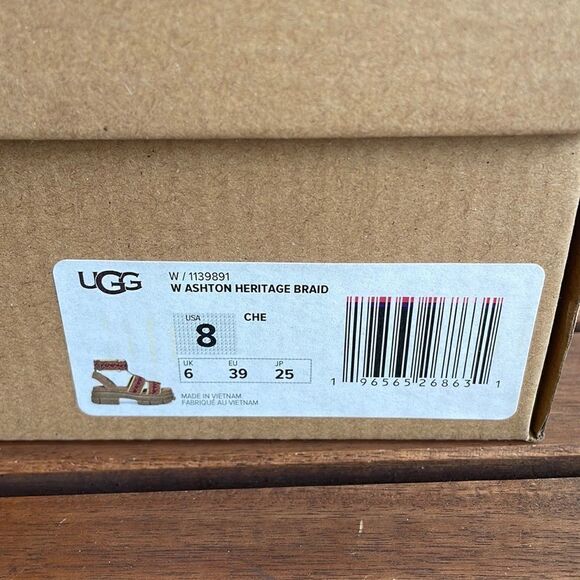 UGG
W / 1139891
W ASHTON HERITAGE BRAID
USA
8
CHE
UK EU JP
6 39 25
MADE IN VIETNAM
FABRIQUÉ AU VIETNAM
1 96565 26863 1